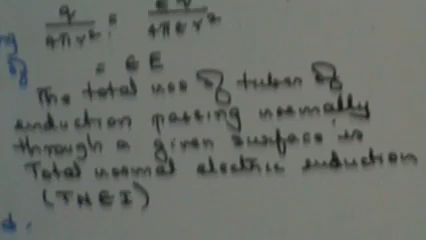 q/4πr² = εq/4πεr²
= εE
The total nos of tubes of
induction passing normally
through a given surface is
Total normal electric induction
(TNEI)